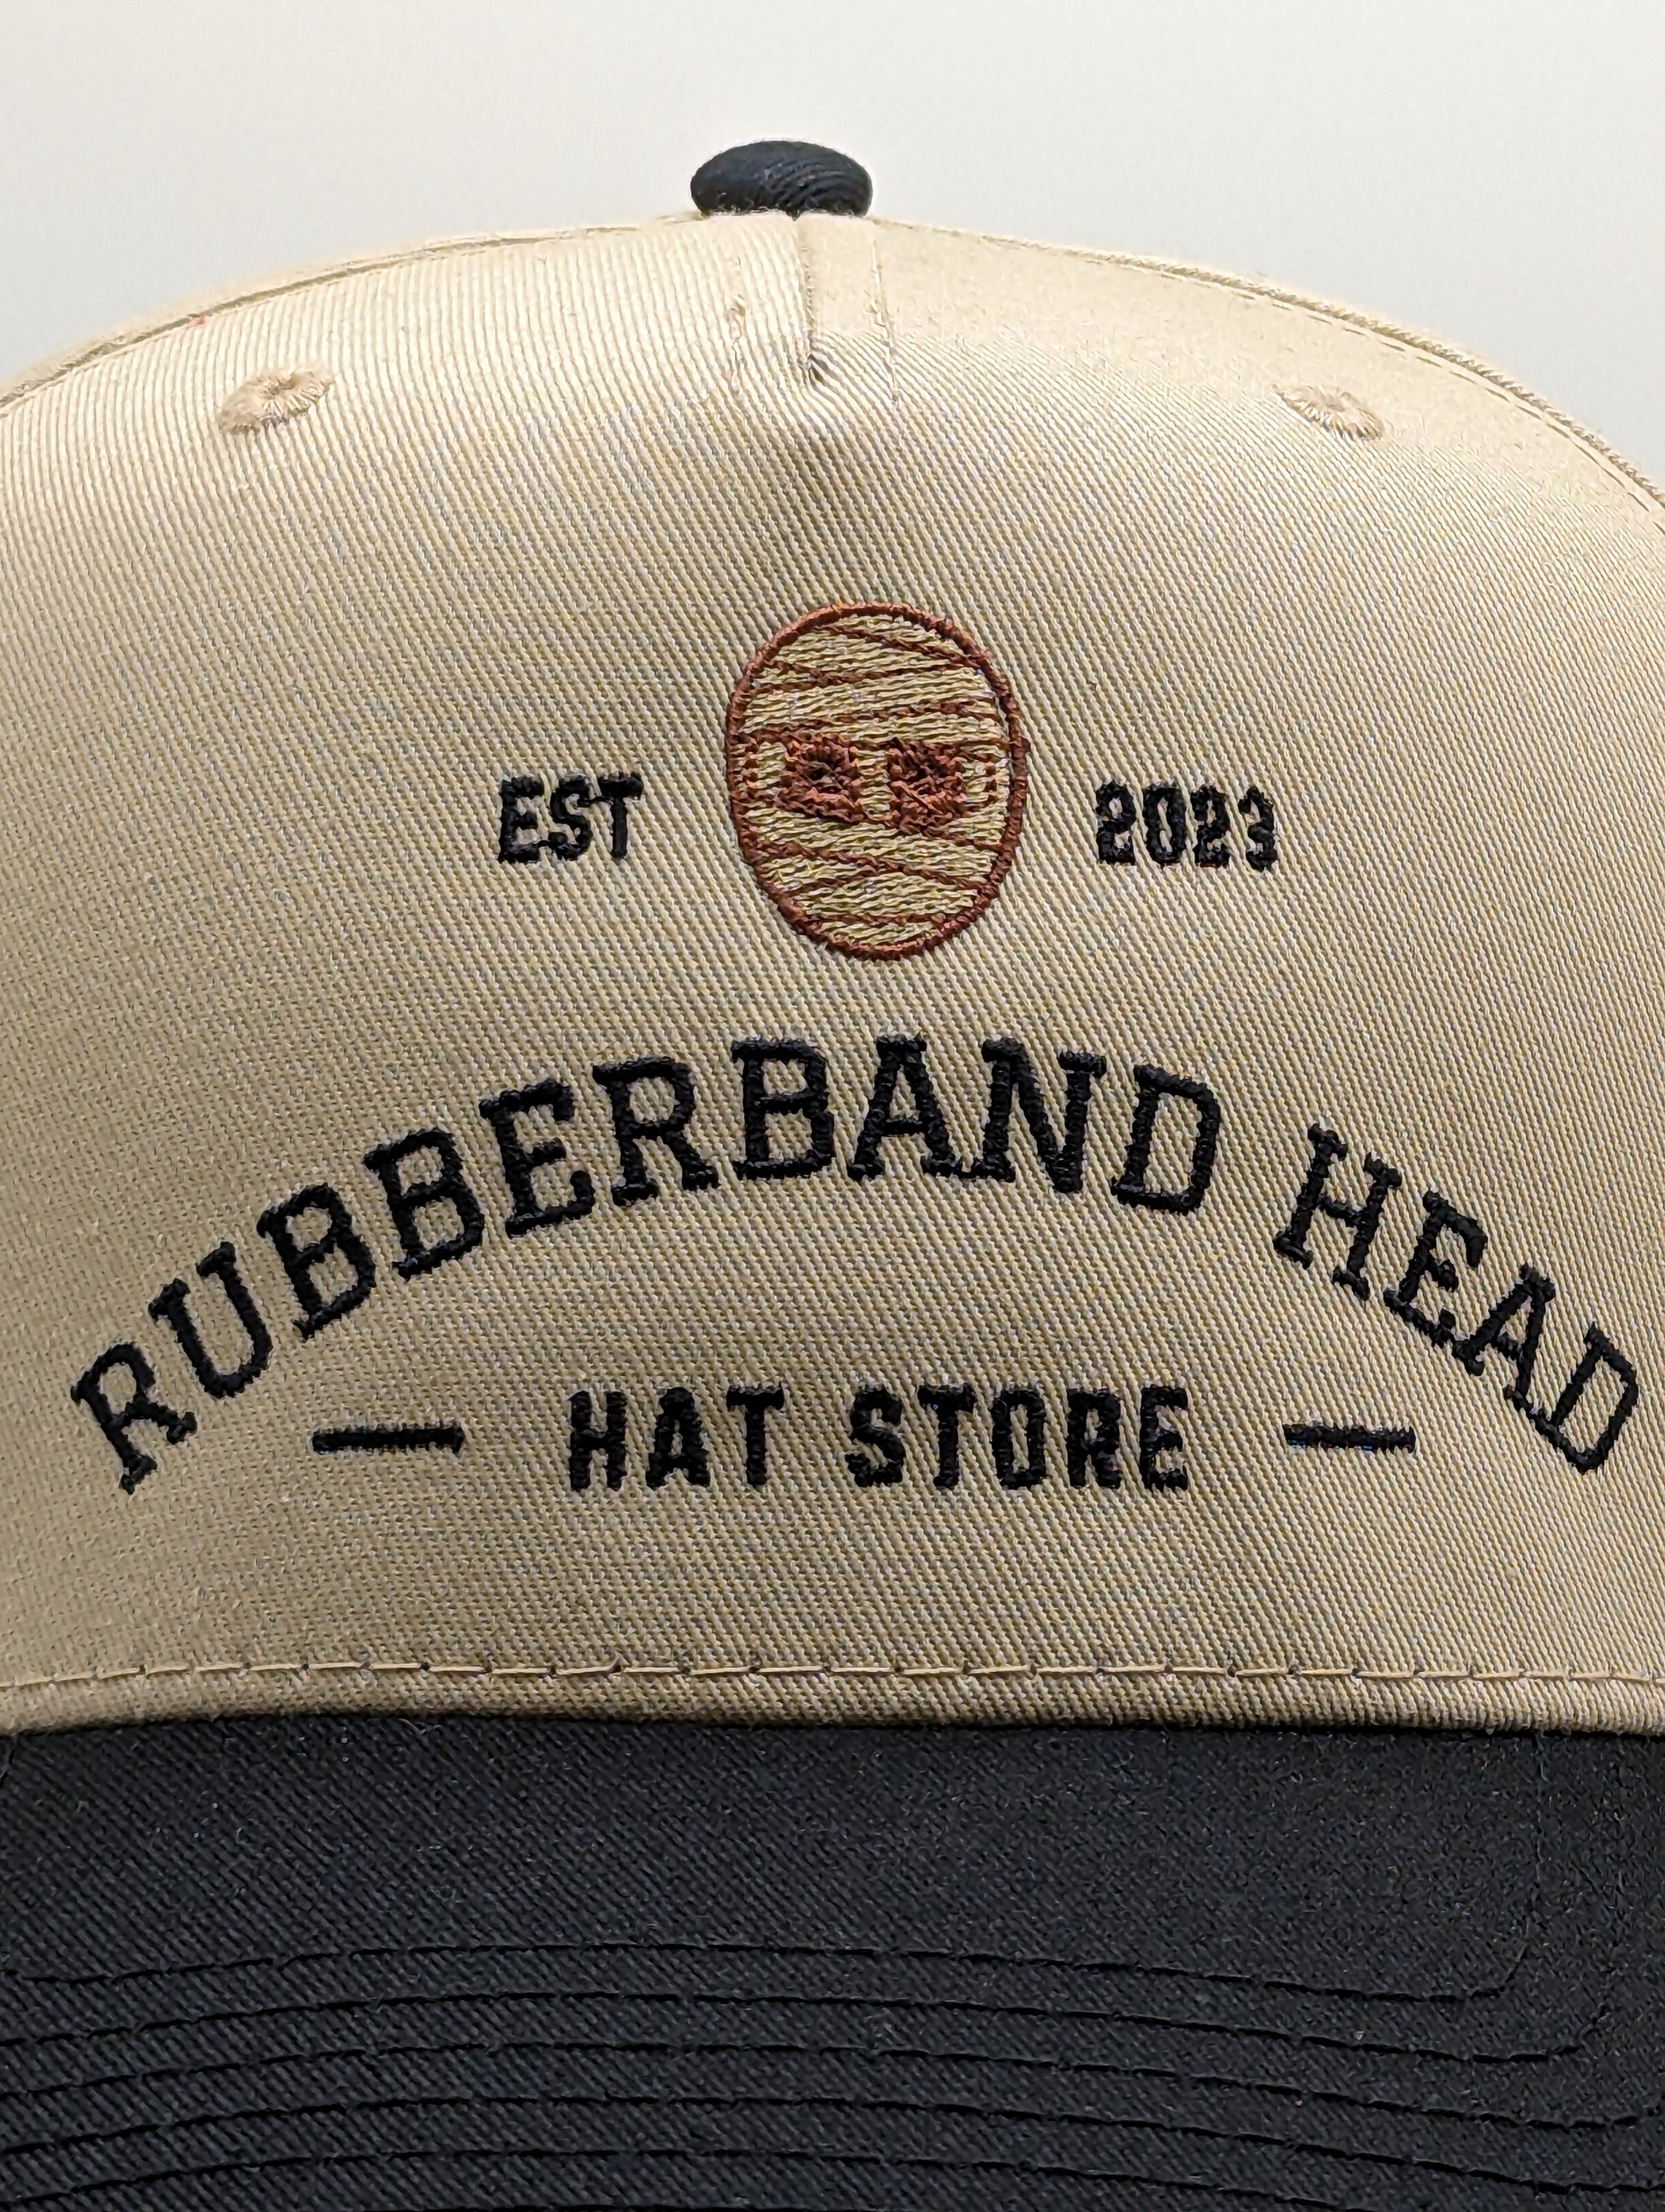 EST 2023
RUBBERBAND HEAD
— HAT STORE —